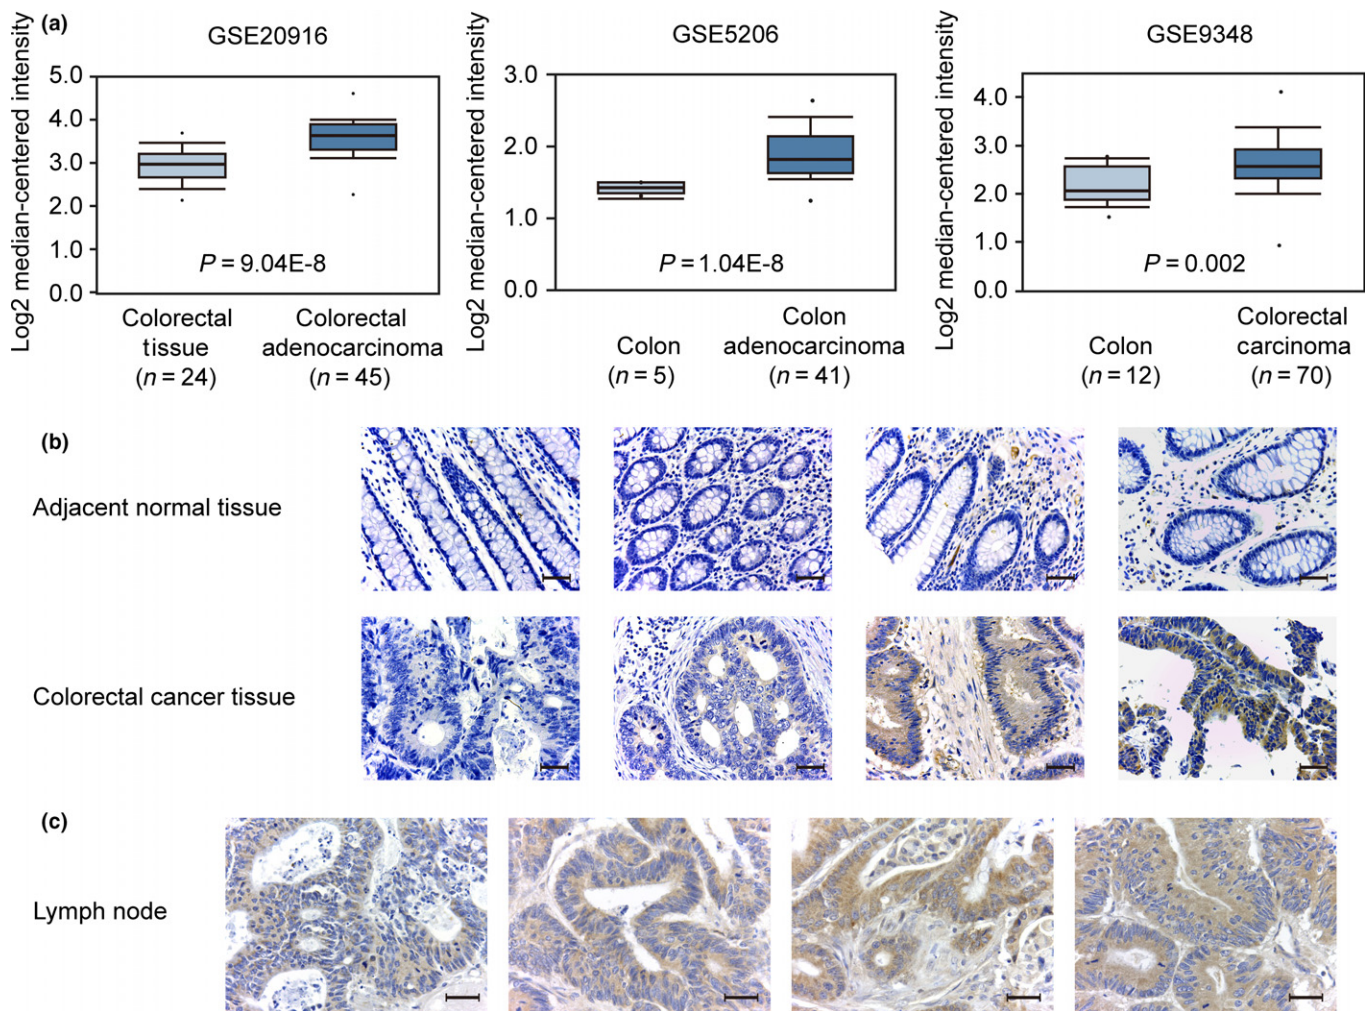 (a)
GSE20916
Log2 median-centered intensity
5.0
4.0
3.0
2.0
1.0
0.0
P = 9.04E-8
Colorectal
tissue
(n = 24)
Colorectal
adenocarcinoma
(n = 45)
GSE5206
Log2 median-centered intensity
3.0
2.0
1.0
0.0
P = 1.04E-8
Colon
(n = 5)
Colon
adenocarcinoma
(n = 41)
GSE9348
Log2 median-centered intensity
4.0
3.0
2.0
1.0
0.0
P = 0.002
Colon
(n = 12)
Colorectal
carcinoma
(n = 70)
(b)
Adjacent normal tissue
Colorectal cancer tissue
(c)
Lymph node